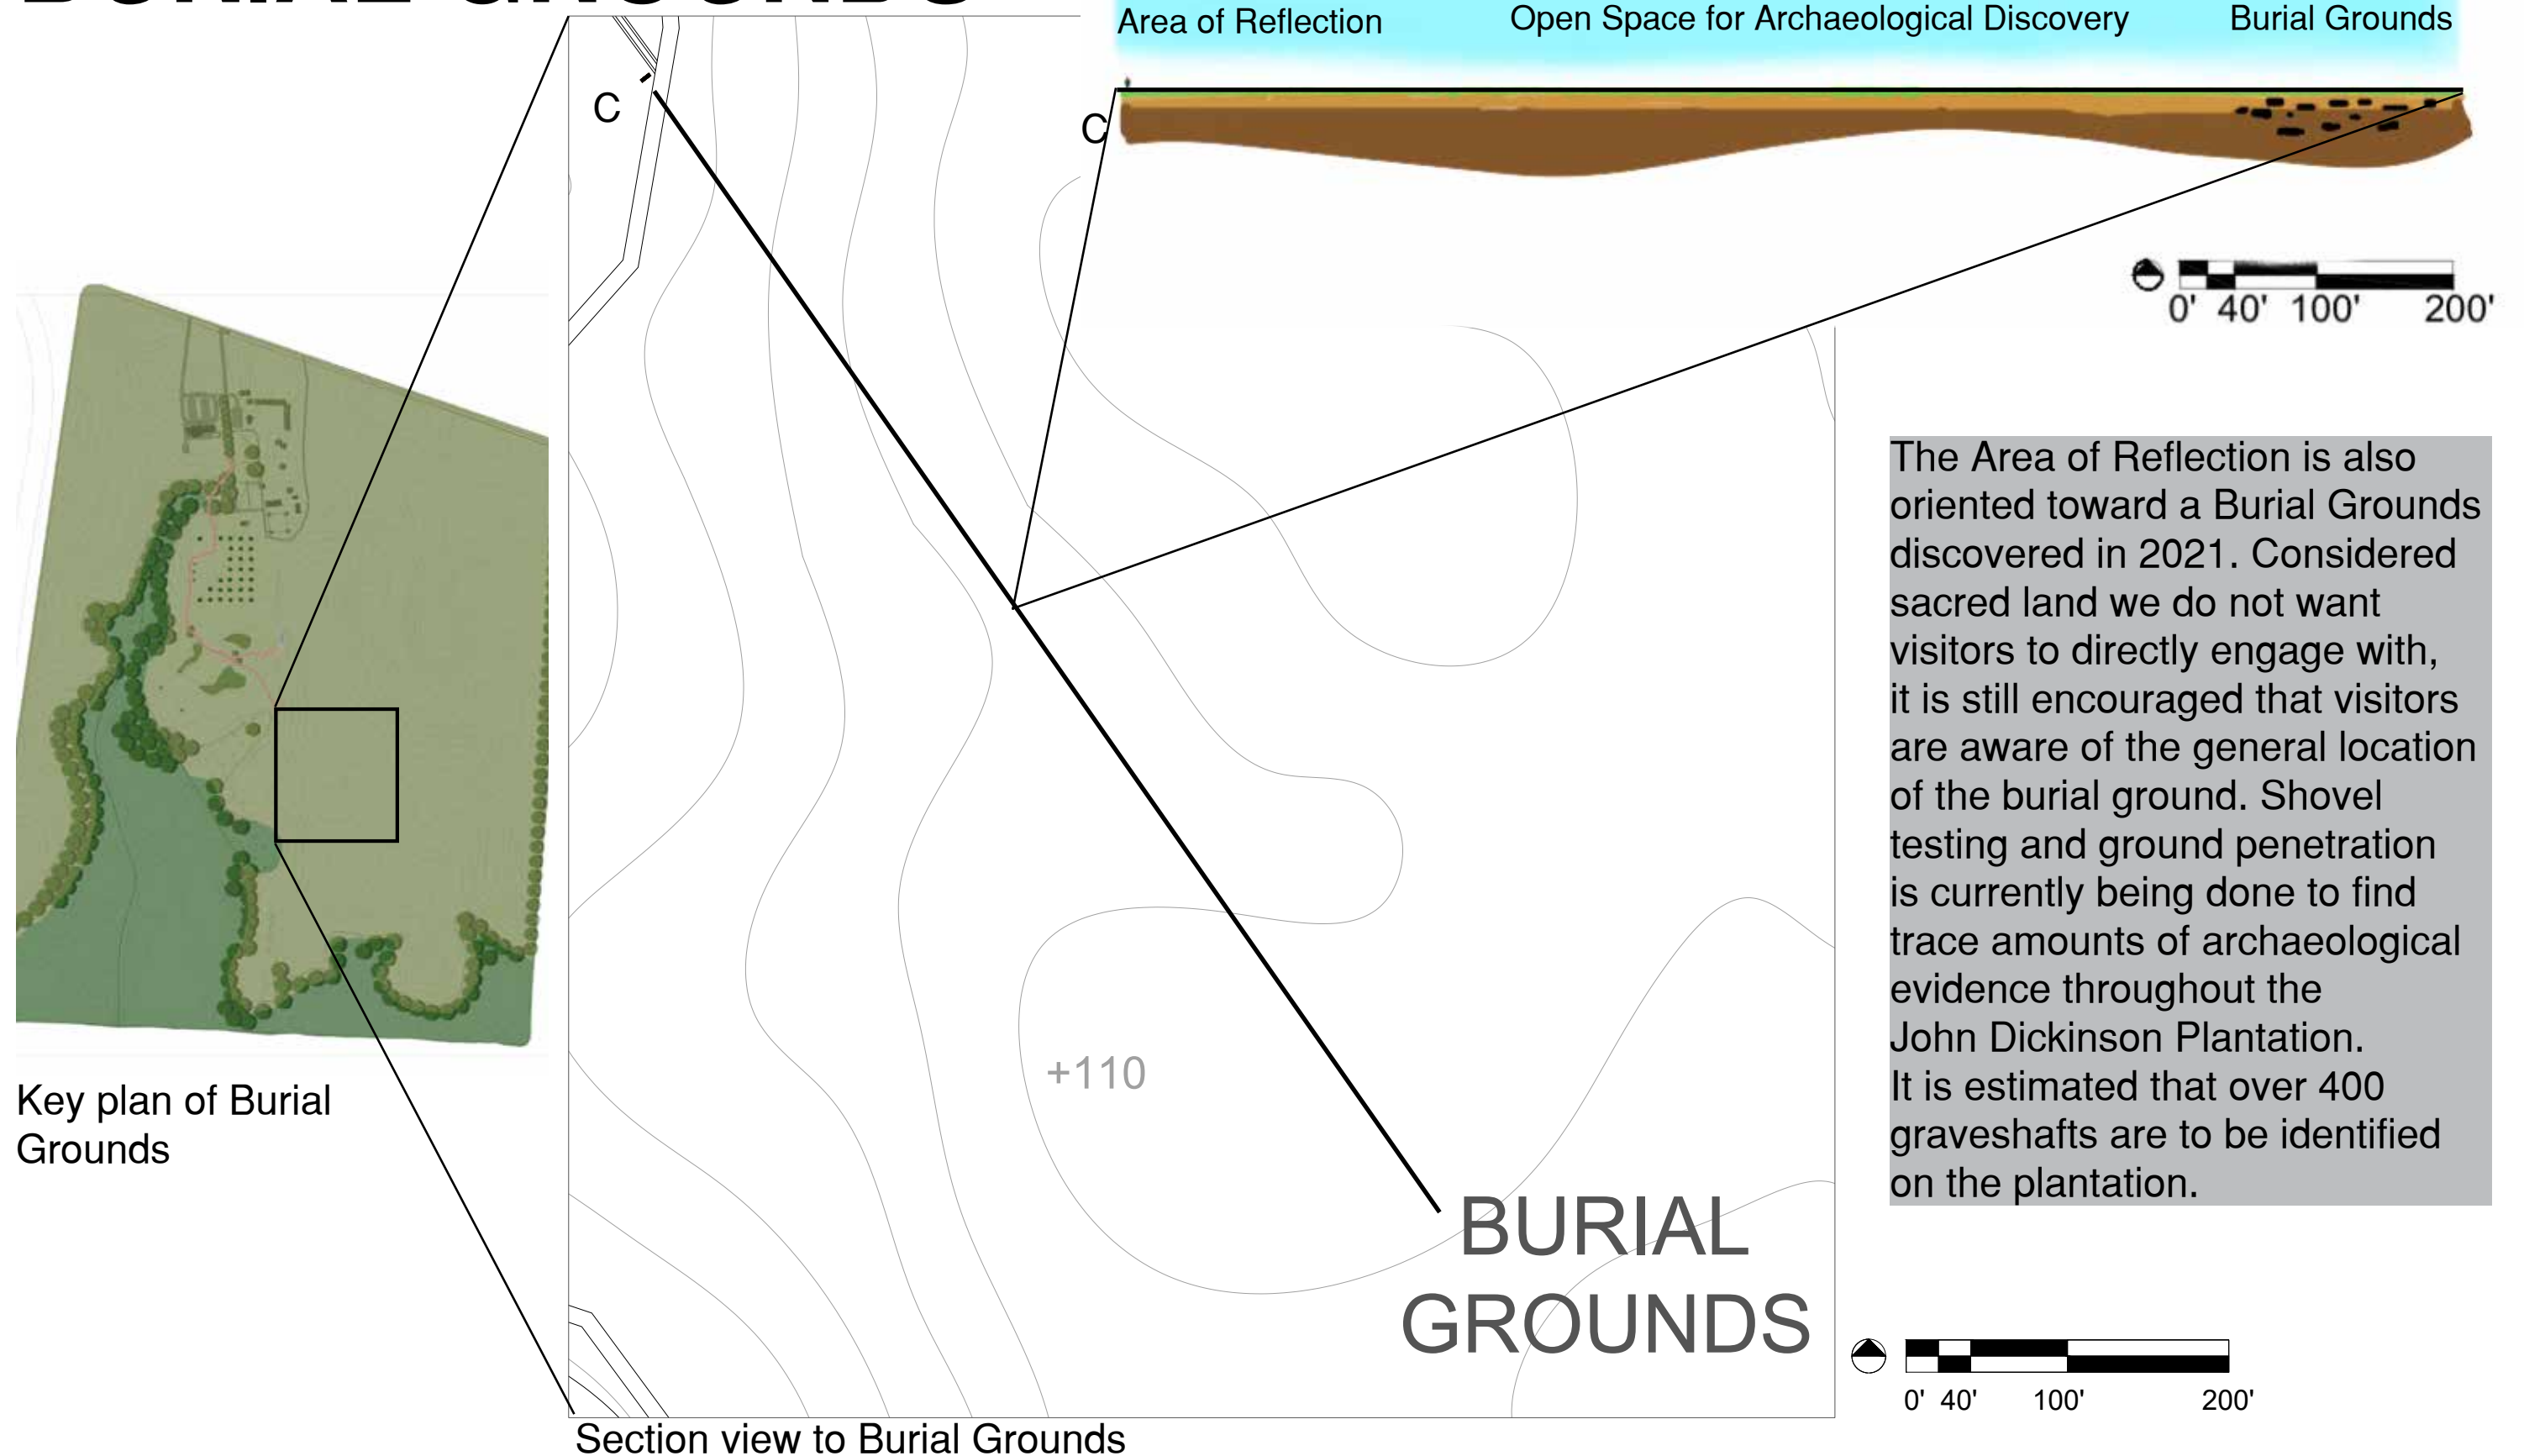 BURIAL GROUNDS
Area of Reflection
Open Space for Archaeological Discovery
Burial Grounds
C
C
0' 40' 100' 200'
The Area of Reflection is also
oriented toward a Burial Grounds
discovered in 2021. Considered
sacred land we do not want
visitors to directly engage with,
it is still encouraged that visitors
are aware of the general location
of the burial ground. Shovel
testing and ground penetration
is currently being done to find
trace amounts of archaeological
evidence throughout the
John Dickinson Plantation.
It is estimated that over 400
graveshafts are to be identified
on the plantation.
Key plan of Burial
Grounds
+110
BURIAL
GROUNDS
0' 40' 100' 200'
Section view to Burial Grounds